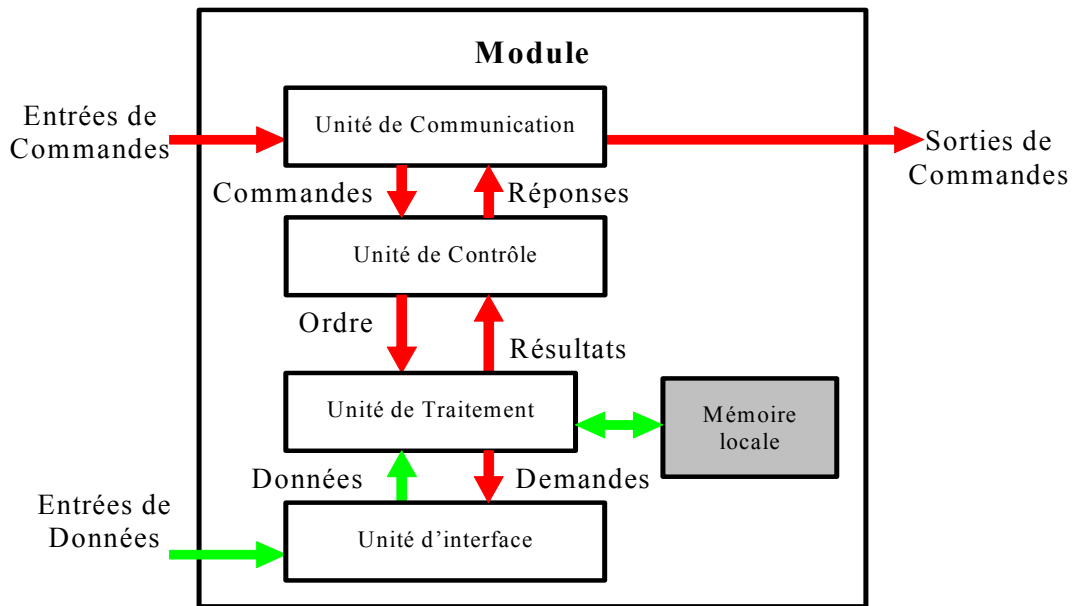 Module
Entrées de
Commandes
Unité de Communication
Sorties de
Commandes
Commandes
Réponses
Unité de Contrôle
Ordre
Résultats
Unité de Traitement
Mémoire
locale
Données
Demandes
Entrées de
Données
Unité d’interface